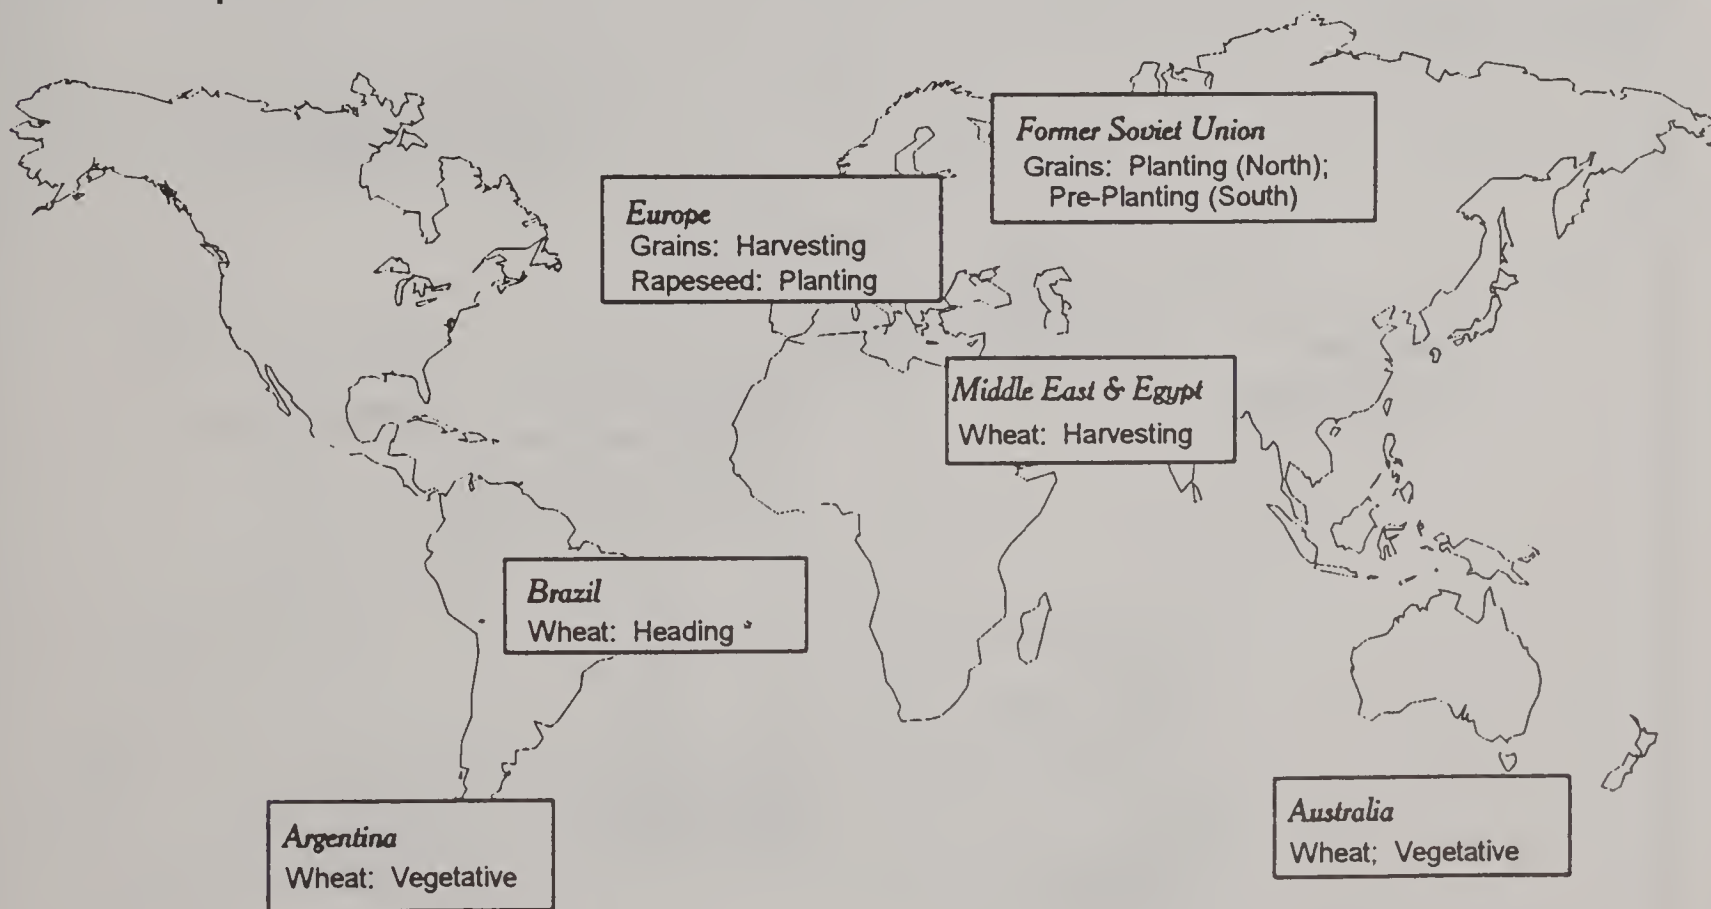 Former Soviet Union
Grains: Planting (North);
Pre-Planting (South)
Europe
Grains: Harvesting
Rapeseed: Planting
Middle East & Egypt
Wheat: Harvesting
Brazil
Wheat: Heading
Argentina
Wheat: Vegetative
Australia
Wheat; Vegetative